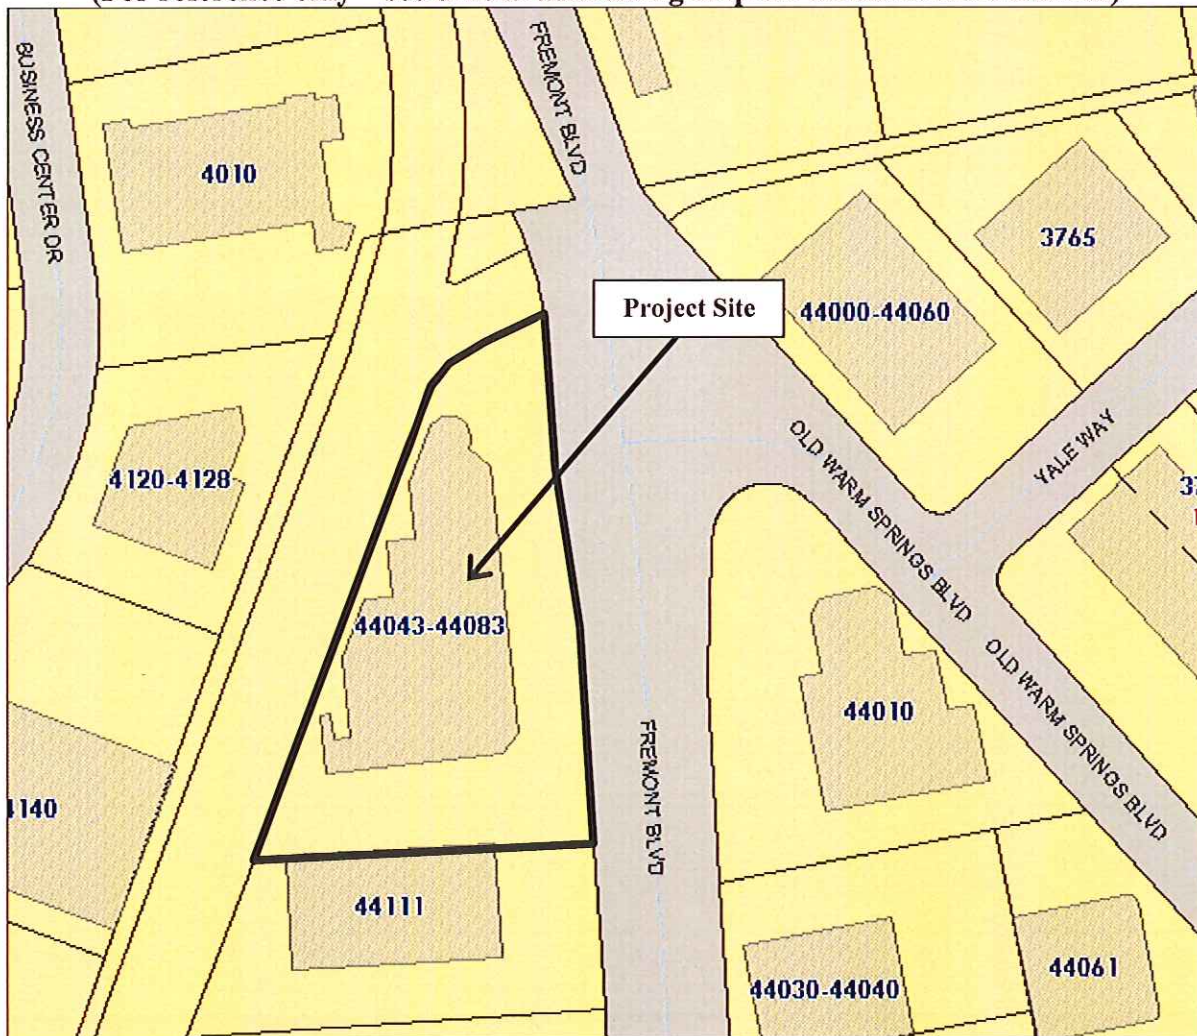 FREMONT BLVD
BUSINESS CENTER DR
4010
3765
Project Site
44000-44060
OLD WARM SPRINGS BLVD
YALE WAY
4120-4128
44043-44083
OLD WARM SPRINGS BLVD
44010
FREMONT BLVD
44111
44030-44040
44061